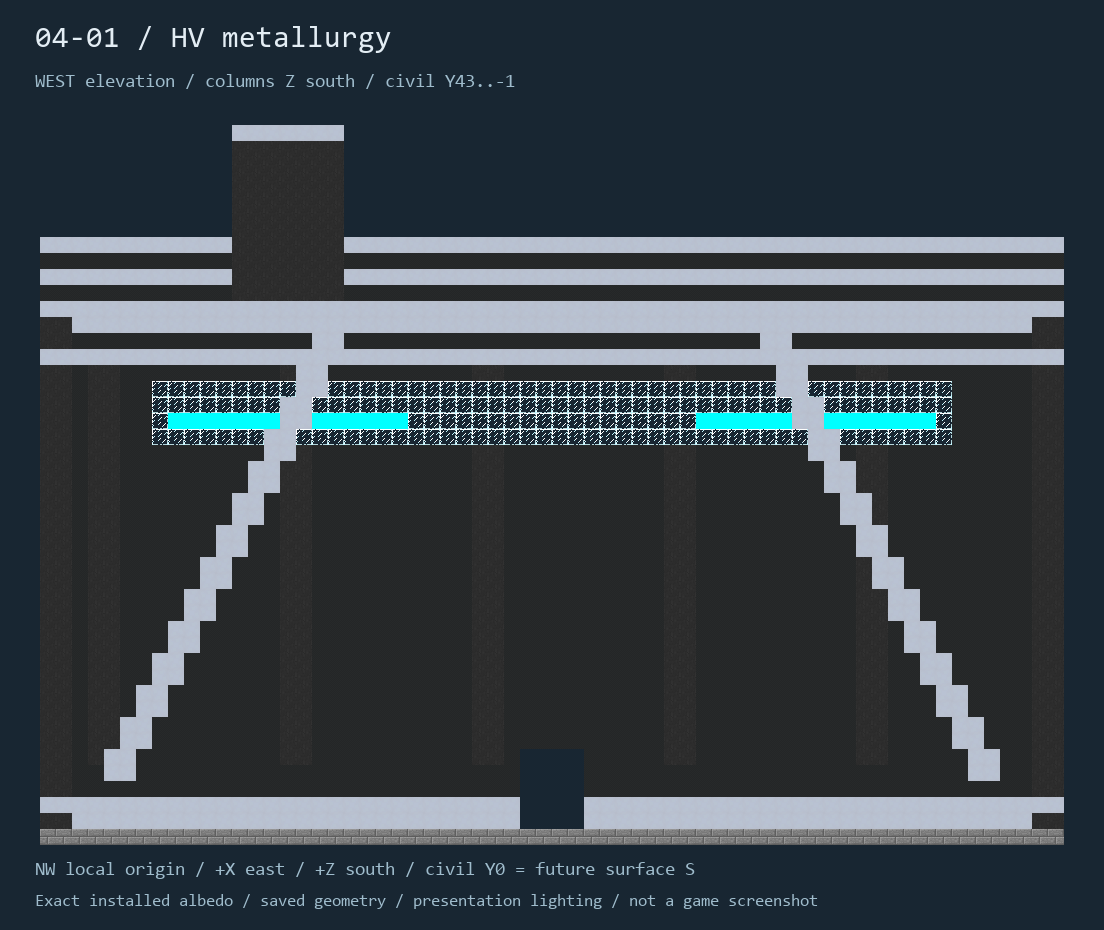 04-01 / HV metallurgy
WEST elevation / columns Z south / civil Y43..-1
NW local origin / +X east / +Z south / civil Y0 = future surface S
Exact installed albedo / saved geometry / presentation lighting / not a game screenshot